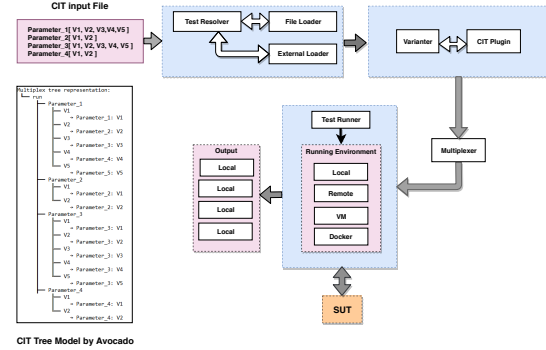 CIT input File
Parameter_1[ V1, V2, V3,V4,V5 ]
Parameter_2[ V1, V2 ]
Parameter_3[ V1, V2, V3, V4, V5 ]
Parameter_4[ V1, V2 ]
Test Resolver
File Loader
External Loader
Varianter
CIT Plugin
Multiplexer
Test Runner
Running Environment
Local
Remote
VM
Docker
Output
Local
Local
Local
Local
SUT
Multiplex tree representation:
run
Parameter_1
V1
→ Parameter_1: V1
V2
→ Parameter_2: V2
V3
→ Parameter_3: V3
V4
→ Parameter_4: V4
V5
→ Parameter_5: V5
Parameter_2
V1
→ Parameter_2: V1
V2
→ Parameter_2: V2
Parameter_3
V1
→ Parameter_3: V1
V2
→ Parameter_3: V2
V3
→ Parameter_3: V3
V4
→ Parameter_3: V4
V5
→ Parameter_3: V5
Parameter_4
V1
→ Parameter_4: V1
V2
→ Parameter_4: V2
CIT Tree Model by Avocado